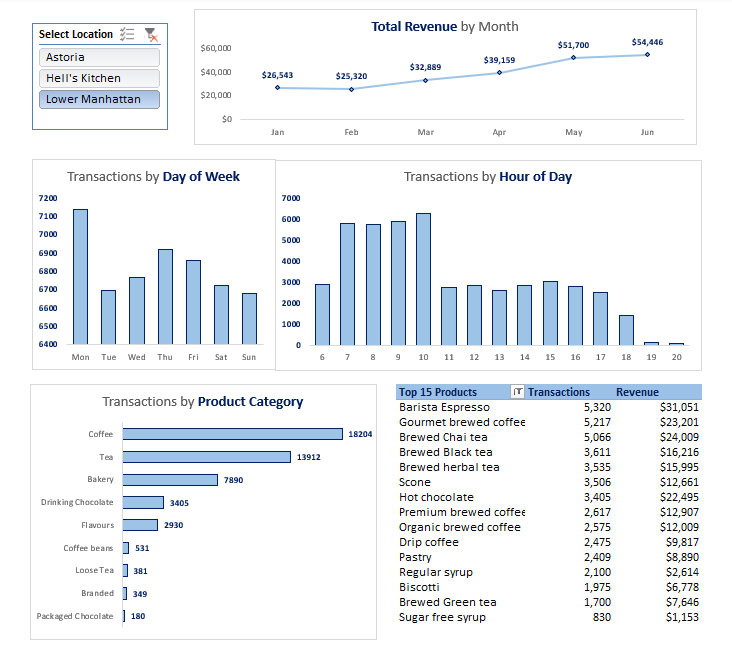 Select Location
Astoria
Hell's Kitchen
Lower Manhattan
Total Revenue by Month
$60,000
$40,000
$20,000
$0
$26,543
$25,320
$32,889
$39,159
$51,700
$54,446
Jan Feb Mar Apr May Jun
Transactions by Day of Week
7200
7100
7000
6900
6800
6700
6600
6500
6400
Mon Tue Wed Thu Fri Sat Sun
Transactions by Hour of Day
7000
6000
5000
4000
3000
2000
1000
0
6 7 8 9 10 11 12 13 14 15 16 17 18 19 20
Transactions by Product Category
Coffee 18204
Tea 13912
Bakery 7890
Drinking Chocolate 3405
Flavours 2930
Coffee beans 531
Loose Tea 381
Branded 349
Packaged Chocolate 180
Top 15 Products Transactions Revenue
Barista Espresso 5,320 $31,051
Gourmet brewed coffee 5,217 $23,201
Brewed Chai tea 5,066 $24,009
Brewed Black tea 3,611 $16,216
Brewed herbal tea 3,535 $15,995
Scone 3,506 $12,661
Hot chocolate 3,405 $22,495
Premium brewed coffee 2,617 $12,907
Organic brewed coffee 2,575 $12,009
Drip coffee 2,475 $9,817
Pastry 2,409 $8,890
Regular syrup 2,100 $2,614
Biscotti 1,975 $6,778
Brewed Green tea 1,700 $7,646
Sugar free syrup 830 $1,153